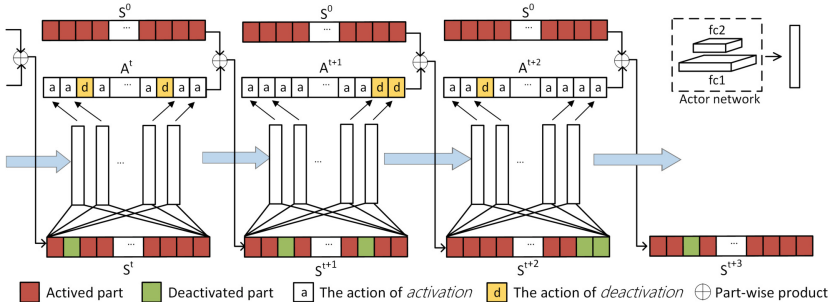 S⁰ S⁰ S⁰
... ... ...
fc2
fc1
Actor network
Aᵗ Aᵗ⁺¹ Aᵗ⁺²
a a d a ... a d a a
a a a a ... a a d d
a a d a ... a a a a
... ... ...
... ... ... ...
Sᵗ Sᵗ⁺¹ Sᵗ⁺² Sᵗ⁺³
Actived part Deactivated part a The action of activation d The action of deactivation Part-wise product